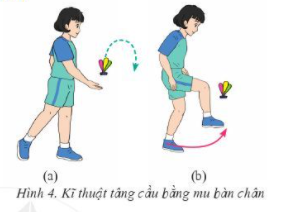 (a) (b)
Hình 4. Kĩ thuật tâng cầu bằng mu bàn chân